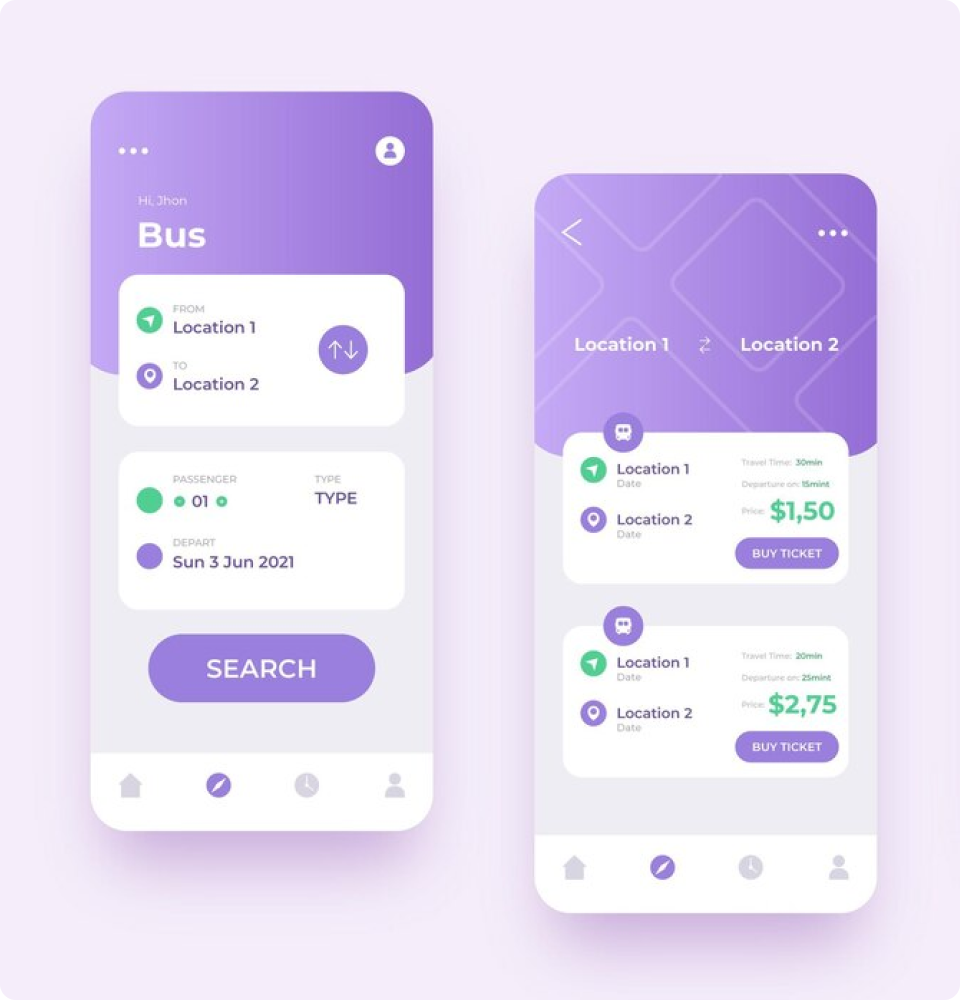 Hi, Jhon
Bus
FROM
Location 1
TO
Location 2
PASSENGER
01
TYPE
TYPE
DEPART
Sun 3 Jun 2021
SEARCH
Location 1 Location 2
Location 1
Date
Location 2
Date
Travel Time: 30min
Departure on: 15mint
Price: $1,50
BUY TICKET
Location 1
Date
Location 2
Date
Travel Time: 20min
Departure on: 25mint
Price: $2,75
BUY TICKET